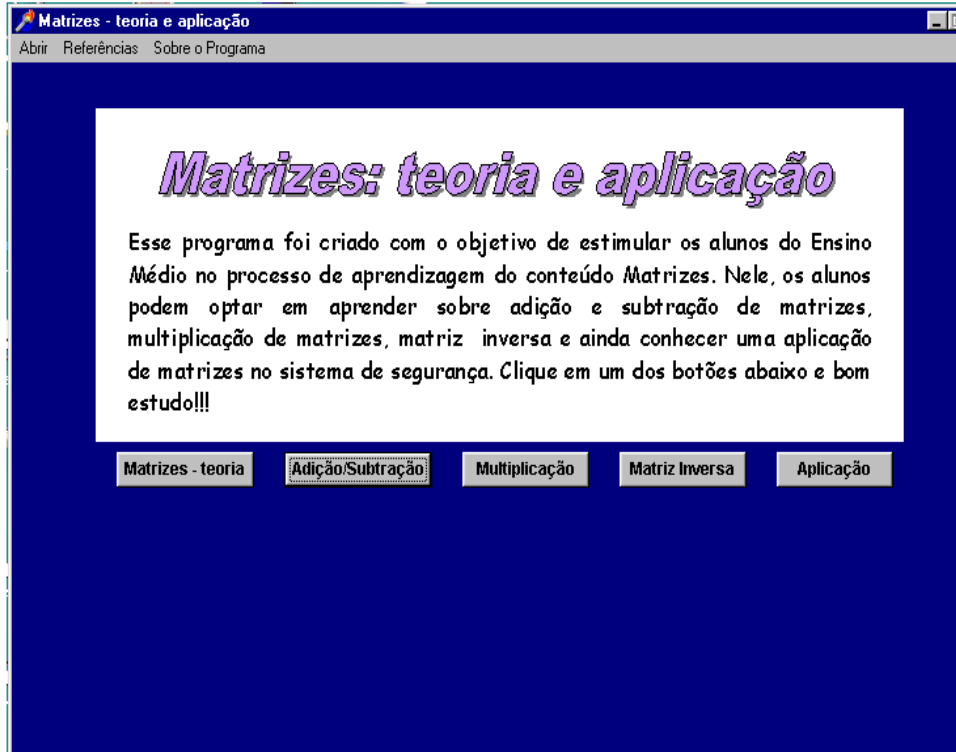 Matrizes - teoria e aplicação
Abrir Referências Sobre o Programa
Matrizes: teoria e aplicação
Esse programa foi criado com o objetivo de estimular os alunos do Ensino
Médio no processo de aprendizagem do conteúdo Matrizes. Nele, os alunos
podem optar em aprender sobre adição e subtração de matrizes,
multiplicação de matrizes, matriz inversa e ainda conhecer uma aplicação
de matrizes no sistema de segurança. Clique em um dos botões abaixo e bom
estudo!!!
Matrizes - teoria Adição/Subtração Multiplicação Matriz Inversa Aplicação